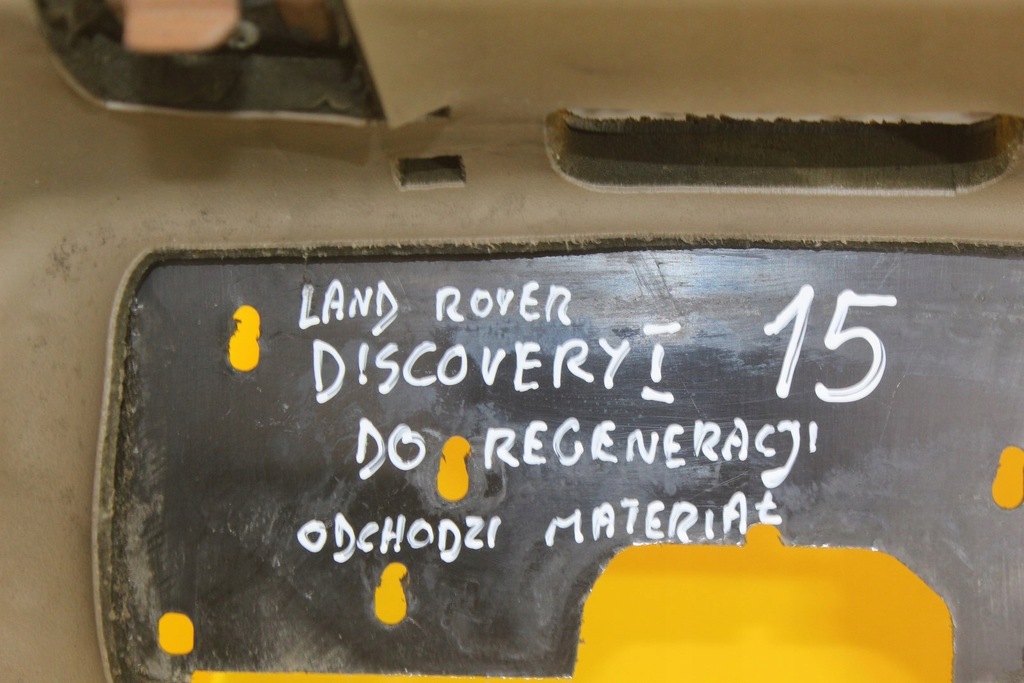 LAND ROVER
DISCOVERY I 15
DO REGENERACJI
ODCHODZI MATERIAŁ